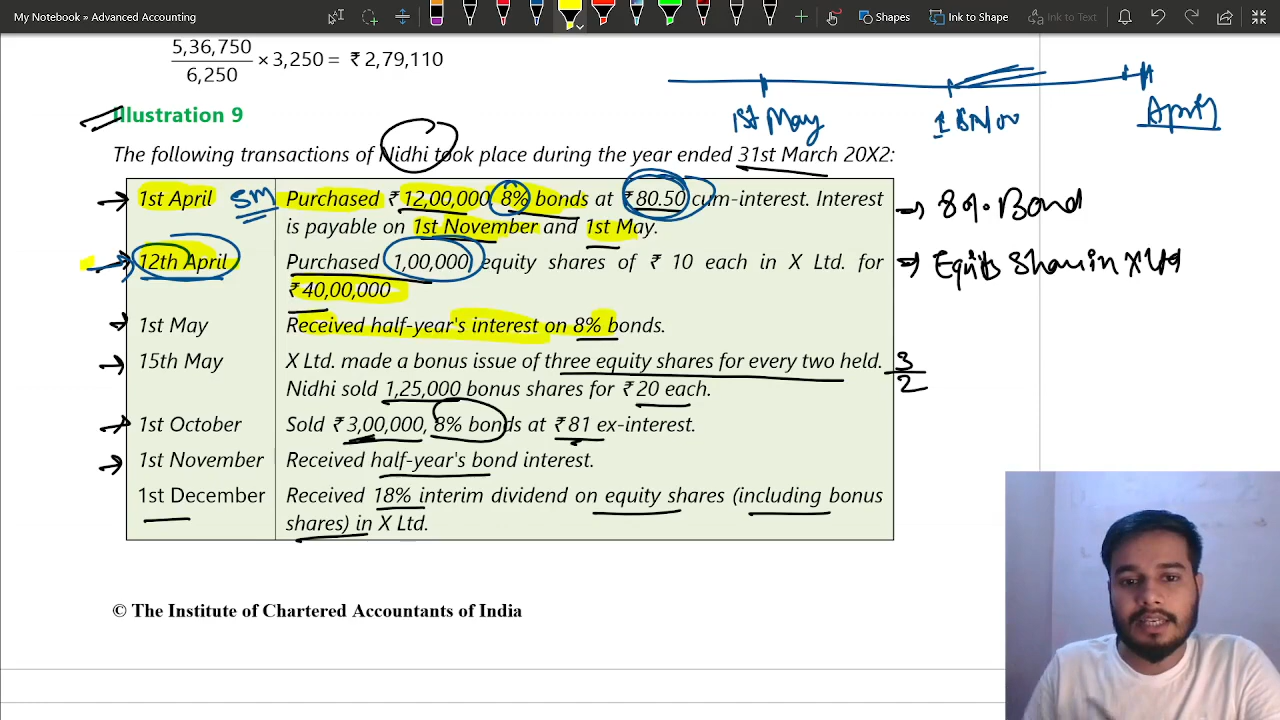 My Notebook » Advanced Accounting
Shapes
Ink to Shape
Ink to Text
5,36,750
6,250
× 3,250 = ₹ 2,79,110
1st May
April
Illustration 9
The following transactions of Nidhi took place during the year ended 31st March 20X2:
1st April
5M
Purchased ₹ 12,00,000, 8% bonds at ₹ 80.50 cum-interest. Interest
is payable on 1st November and 1st May.
8% Bond
12th April
Purchased 1,00,000 equity shares of ₹ 10 each in X Ltd. for
₹ 40,00,000
Equity Share in X Ltd
1st May
Received half-year's interest on 8% bonds.
15th May
X Ltd. made a bonus issue of three equity shares for every two held.
Nidhi sold 1,25,000 bonus shares for ₹ 20 each.
3
2
1st October
Sold ₹ 3,00,000, 8% bonds at ₹ 81 ex-interest.
1st November
Received half-year's bond interest.
1st December
Received 18% interim dividend on equity shares (including bonus
shares) in X Ltd.
© The Institute of Chartered Accountants of India